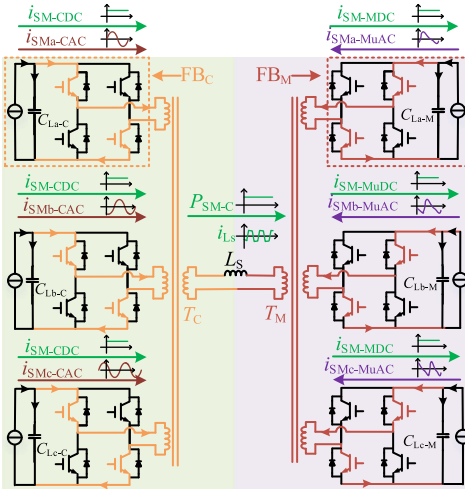 iSM-CDC
iSMa-CAC
iSM-MDC
iSMa-MuAC
FBC
FBM
CLa-C
CLa-M
iSM-CDC
iSMb-CAC
PSM-C
iLs
iSM-MuDC
iSMb-MuAC
CLb-C
LS
CLb-M
TC
TM
iSM-CDC
iSMc-CAC
iSM-MDC
iSMc-MuAC
CLc-C
CLc-M